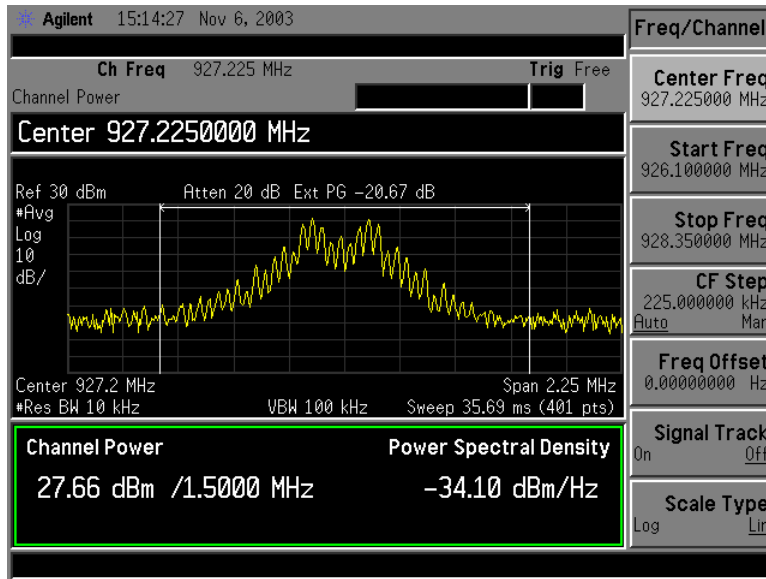 Agilent 15:14:27 Nov 6, 2003
Freq/Channel
Ch Freq 927.225 MHz Trig Free
Channel Power
Center 927.2250000 MHz
Ref 30 dBm Atten 20 dB Ext PG -20.67 dB
#Avg
Log
10
dB/
Center 927.2 MHz Span 2.25 MHz
#Res BW 10 kHz VBW 100 kHz Sweep 35.69 ms (401 pts)
Channel Power Power Spectral Density
27.66 dBm /1.5000 MHz -34.10 dBm/Hz
Center Freq
927.225000 MHz
Start Freq
926.100000 MHz
Stop Freq
928.350000 MHz
CF Step
225.000000 kHz
Auto Man
Freq Offset
0.00000000 Hz
Signal Track
On Off
Scale Type
Log Lin